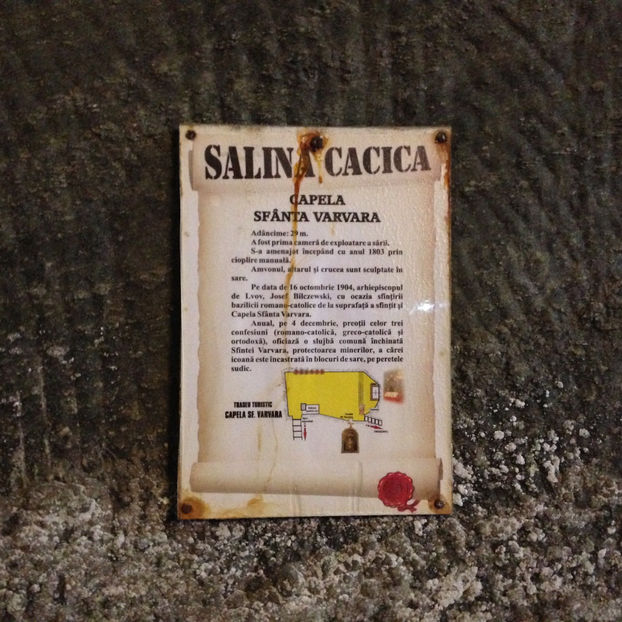 SALINA CACICA
CAPELA
SFÂNTA VARVARA
Adâncime: 29 m.
A fost prima cameră de exploatare a sării.
S-a amenajat începând cu anul 1803 prin
cioplire manuală.
Amvonul, altarul și crucea sunt sculptate în
sare.
Pe data de 16 octombrie 1904, arhiepiscopul
de Lvov, Josef Bilczewski, cu ocazia sfințirii
bazilicii romano-catolice de la suprafață a sfințit și
Capela Sfânta Varvara.
Anual, pe 4 decembrie, preoții celor trei
confesiuni (romano-catolică, greco-catolică și
ortodoxă), oficiază o slujbă comună închinată
Sfintei Varvara, protectoarea minerilor, a cărei
icoană este încastrată în blocuri de sare, pe peretele
sudic.
TRASEU TURISTIC
CAPELA SF. VARVARA